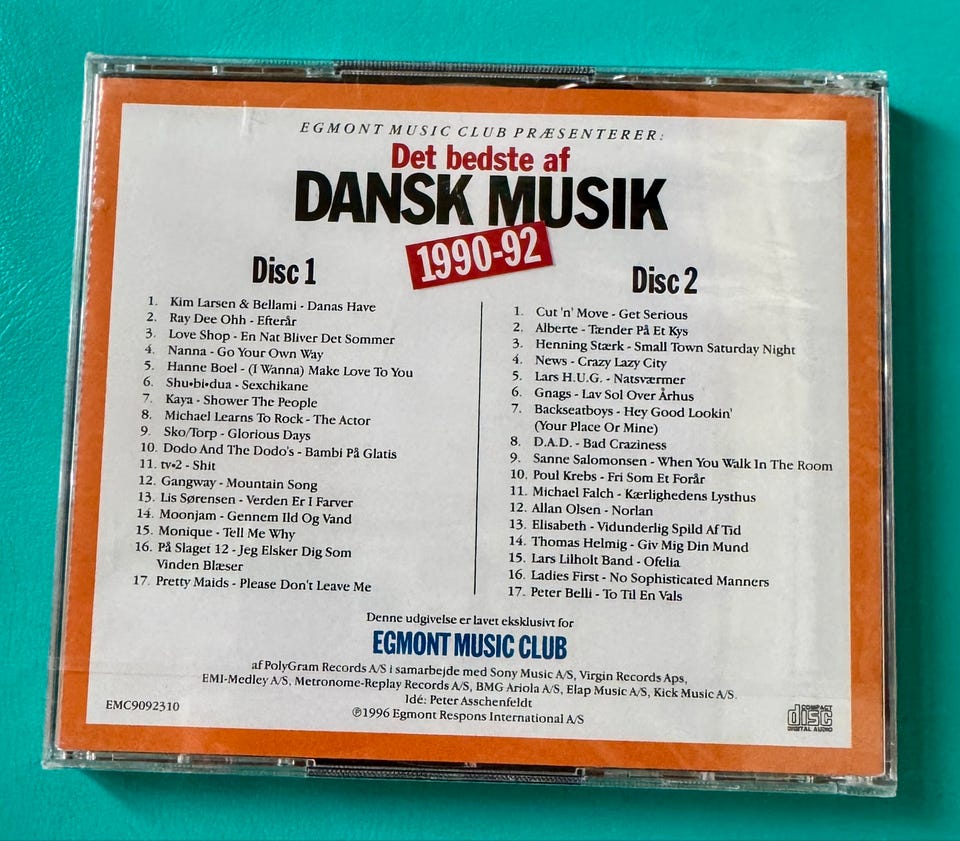 EGMONT MUSIC CLUB PRÆSENTERER:
Det bedste af
DANSK MUSIK
1990-92
Disc 1
1. Kim Larsen & Bellami - Danas Have
2. Ray Dee Ohh - Efterår
3. Love Shop - En Nat Bliver Det Sommer
4. Nanna - Go Your Own Way
5. Hanne Boel - (I Wanna) Make Love To You
6. Shu•bi•dua - Sexchikane
7. Kaya - Shower The People
8. Michael Learns To Rock - The Actor
9. Sko/Torp - Glorious Days
10. Dodo And The Dodo's - Bambi På Glatis
11. tv•2 - Shit
12. Gangway - Mountain Song
13. Lis Sørensen - Verden Er I Farver
14. Moonjam - Gennem Ild Og Vand
15. Monique - Tell Me Why
16. På Slaget 12 - Jeg Elsker Dig Som
Vinden Blæser
17. Pretty Maids - Please Don't Leave Me
Disc 2
1. Cut 'n' Move - Get Serious
2. Alberte - Tænder På Et Kys
3. Henning Stærk - Small Town Saturday Night
4. News - Crazy Lazy City
5. Lars H.U.G. - Natsværmer
6. Gnags - Lav Sol Over Århus
7. Backseatboys - Hey Good Lookin'
(Your Place Or Mine)
8. D.A.D. - Bad Craziness
9. Sanne Salomonsen - When You Walk In The Room
10. Poul Krebs - Fri Som Et Forår
11. Michael Falch - Kærlighedens Lysthus
12. Allan Olsen - Norlan
13. Elisabeth - Vidunderlig Spild Af Tid
14. Thomas Helmig - Giv Mig Din Mund
15. Lars Lilholt Band - Ofelia
16. Ladies First - No Sophisticated Manners
17. Peter Belli - To Til En Vals
Denne udgivelse er lavet eksklusivt for
EGMONT MUSIC CLUB
af PolyGram Records A/S i samarbejde med Sony Music A/S, Virgin Records Aps,
EMI-Medley A/S, Metronome-Replay Records A/S, BMG Ariola A/S, Elap Music A/S, Kick Music A/S.
Idé: Peter Asschenfeldt
℗1996 Egmont Respons International A/S
EMC9092310
COMPACT
disc
DIGITAL AUDIO